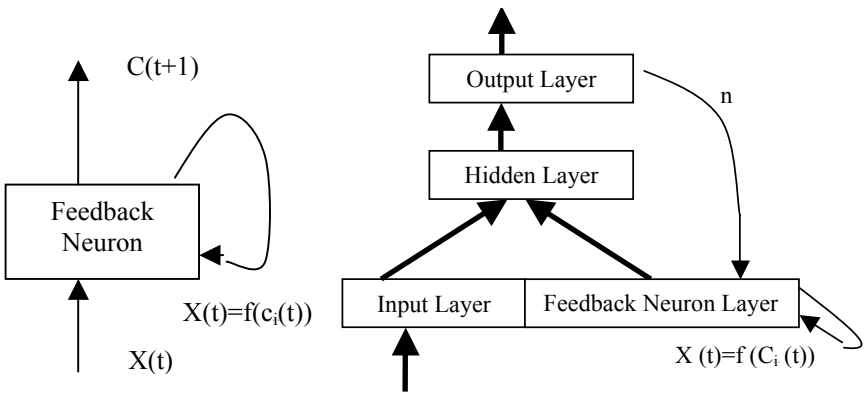 C(t+1)
Feedback
Neuron
X(t)=f(cᵢ(t))
X(t)
Output Layer
n
Hidden Layer
Input Layer
Feedback Neuron Layer
X (t)=f (Cᵢ (t))